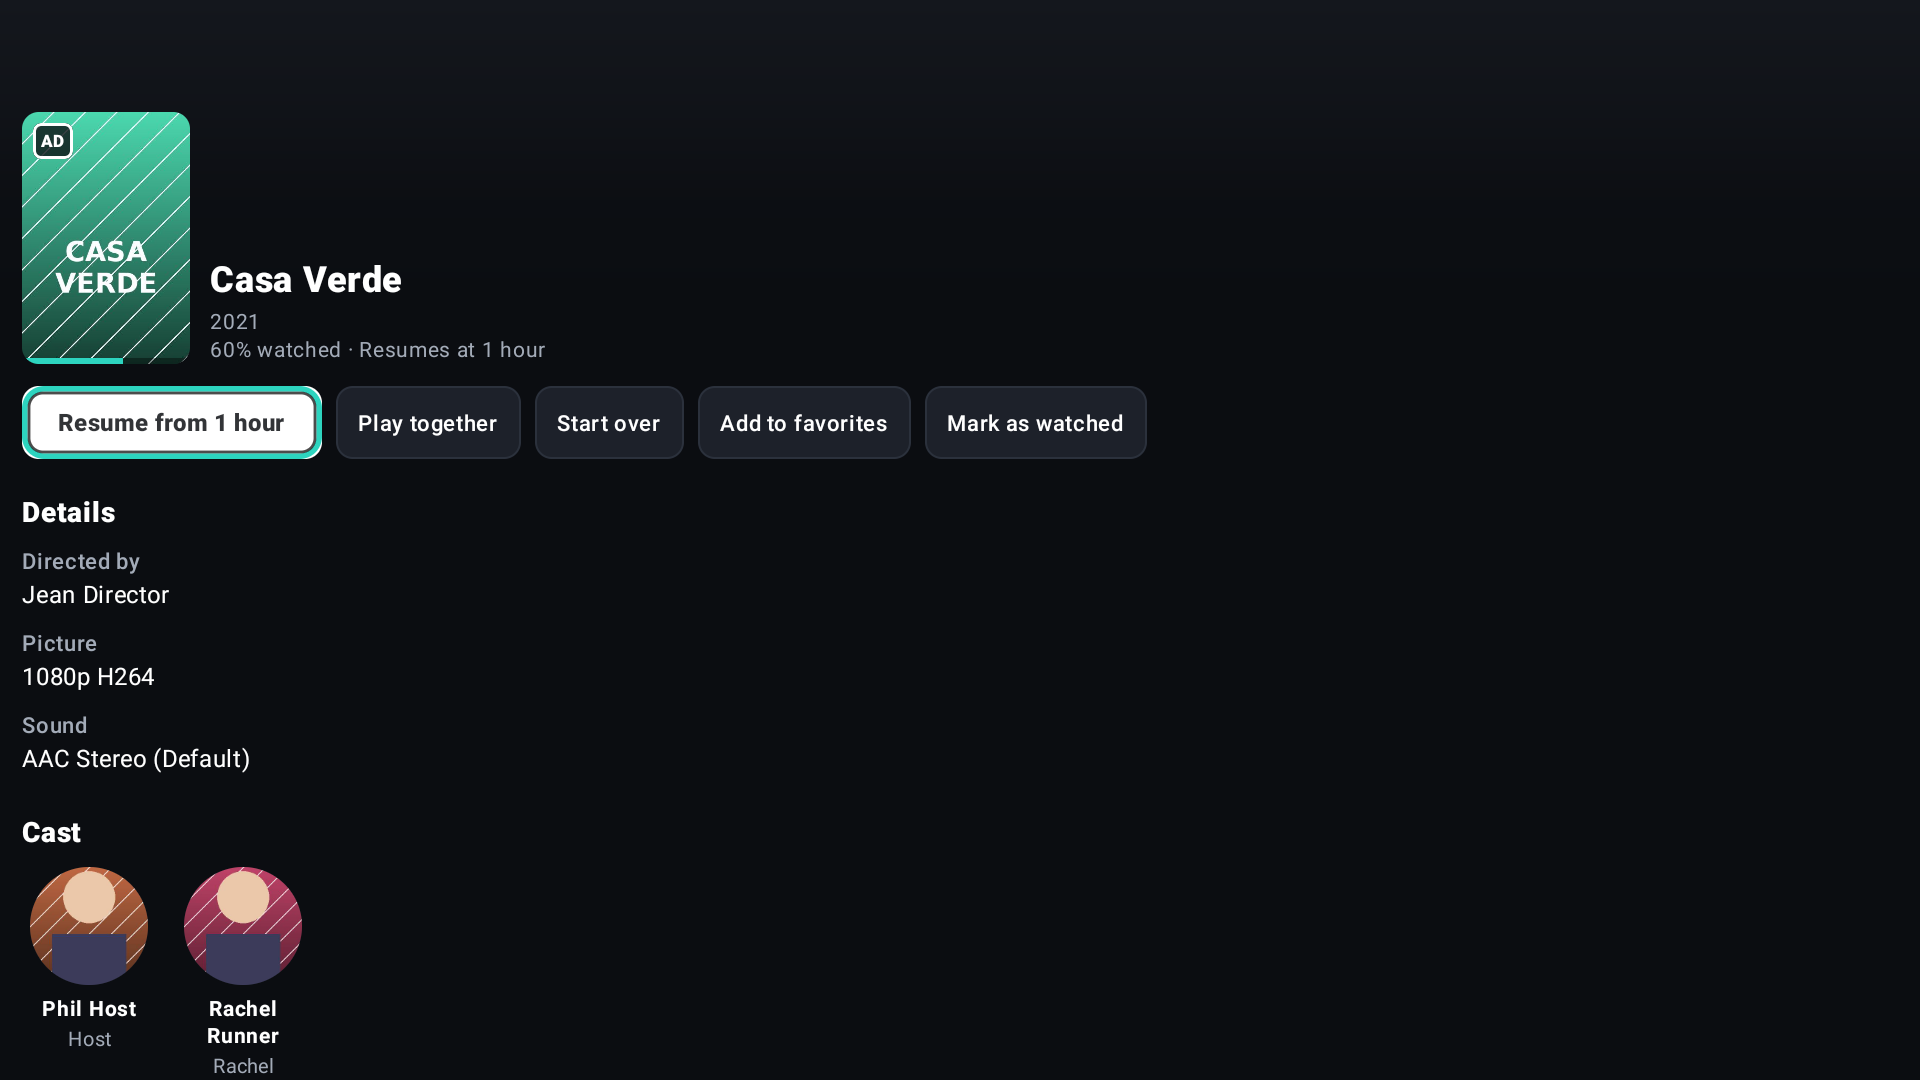 AD
CASA
VERDE
Casa Verde
2021
60% watched · Resumes at 1 hour
Resume from 1 hour
Play together
Start over
Add to favorites
Mark as watched
Details
Directed by
Jean Director
Picture
1080p H264
Sound
AAC Stereo (Default)
Cast
Phil Host
Host
Rachel
Runner
Rachel